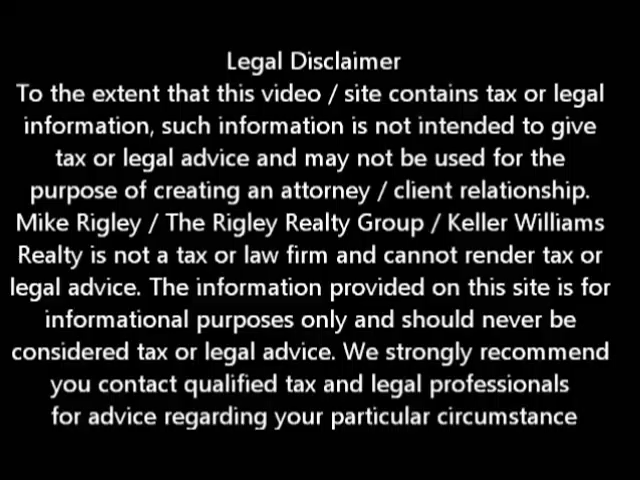 Legal Disclaimer
To the extent that this video / site contains tax or legal
information, such information is not intended to give
tax or legal advice and may not be used for the
purpose of creating an attorney / client relationship.
Mike Rigley / The Rigley Realty Group / Keller Williams
Realty is not a tax or law firm and cannot render tax or
legal advice. The information provided on this site is for
informational purposes only and should never be
considered tax or legal advice. We strongly recommend
you contact qualified tax and legal professionals
for advice regarding your particular circumstance